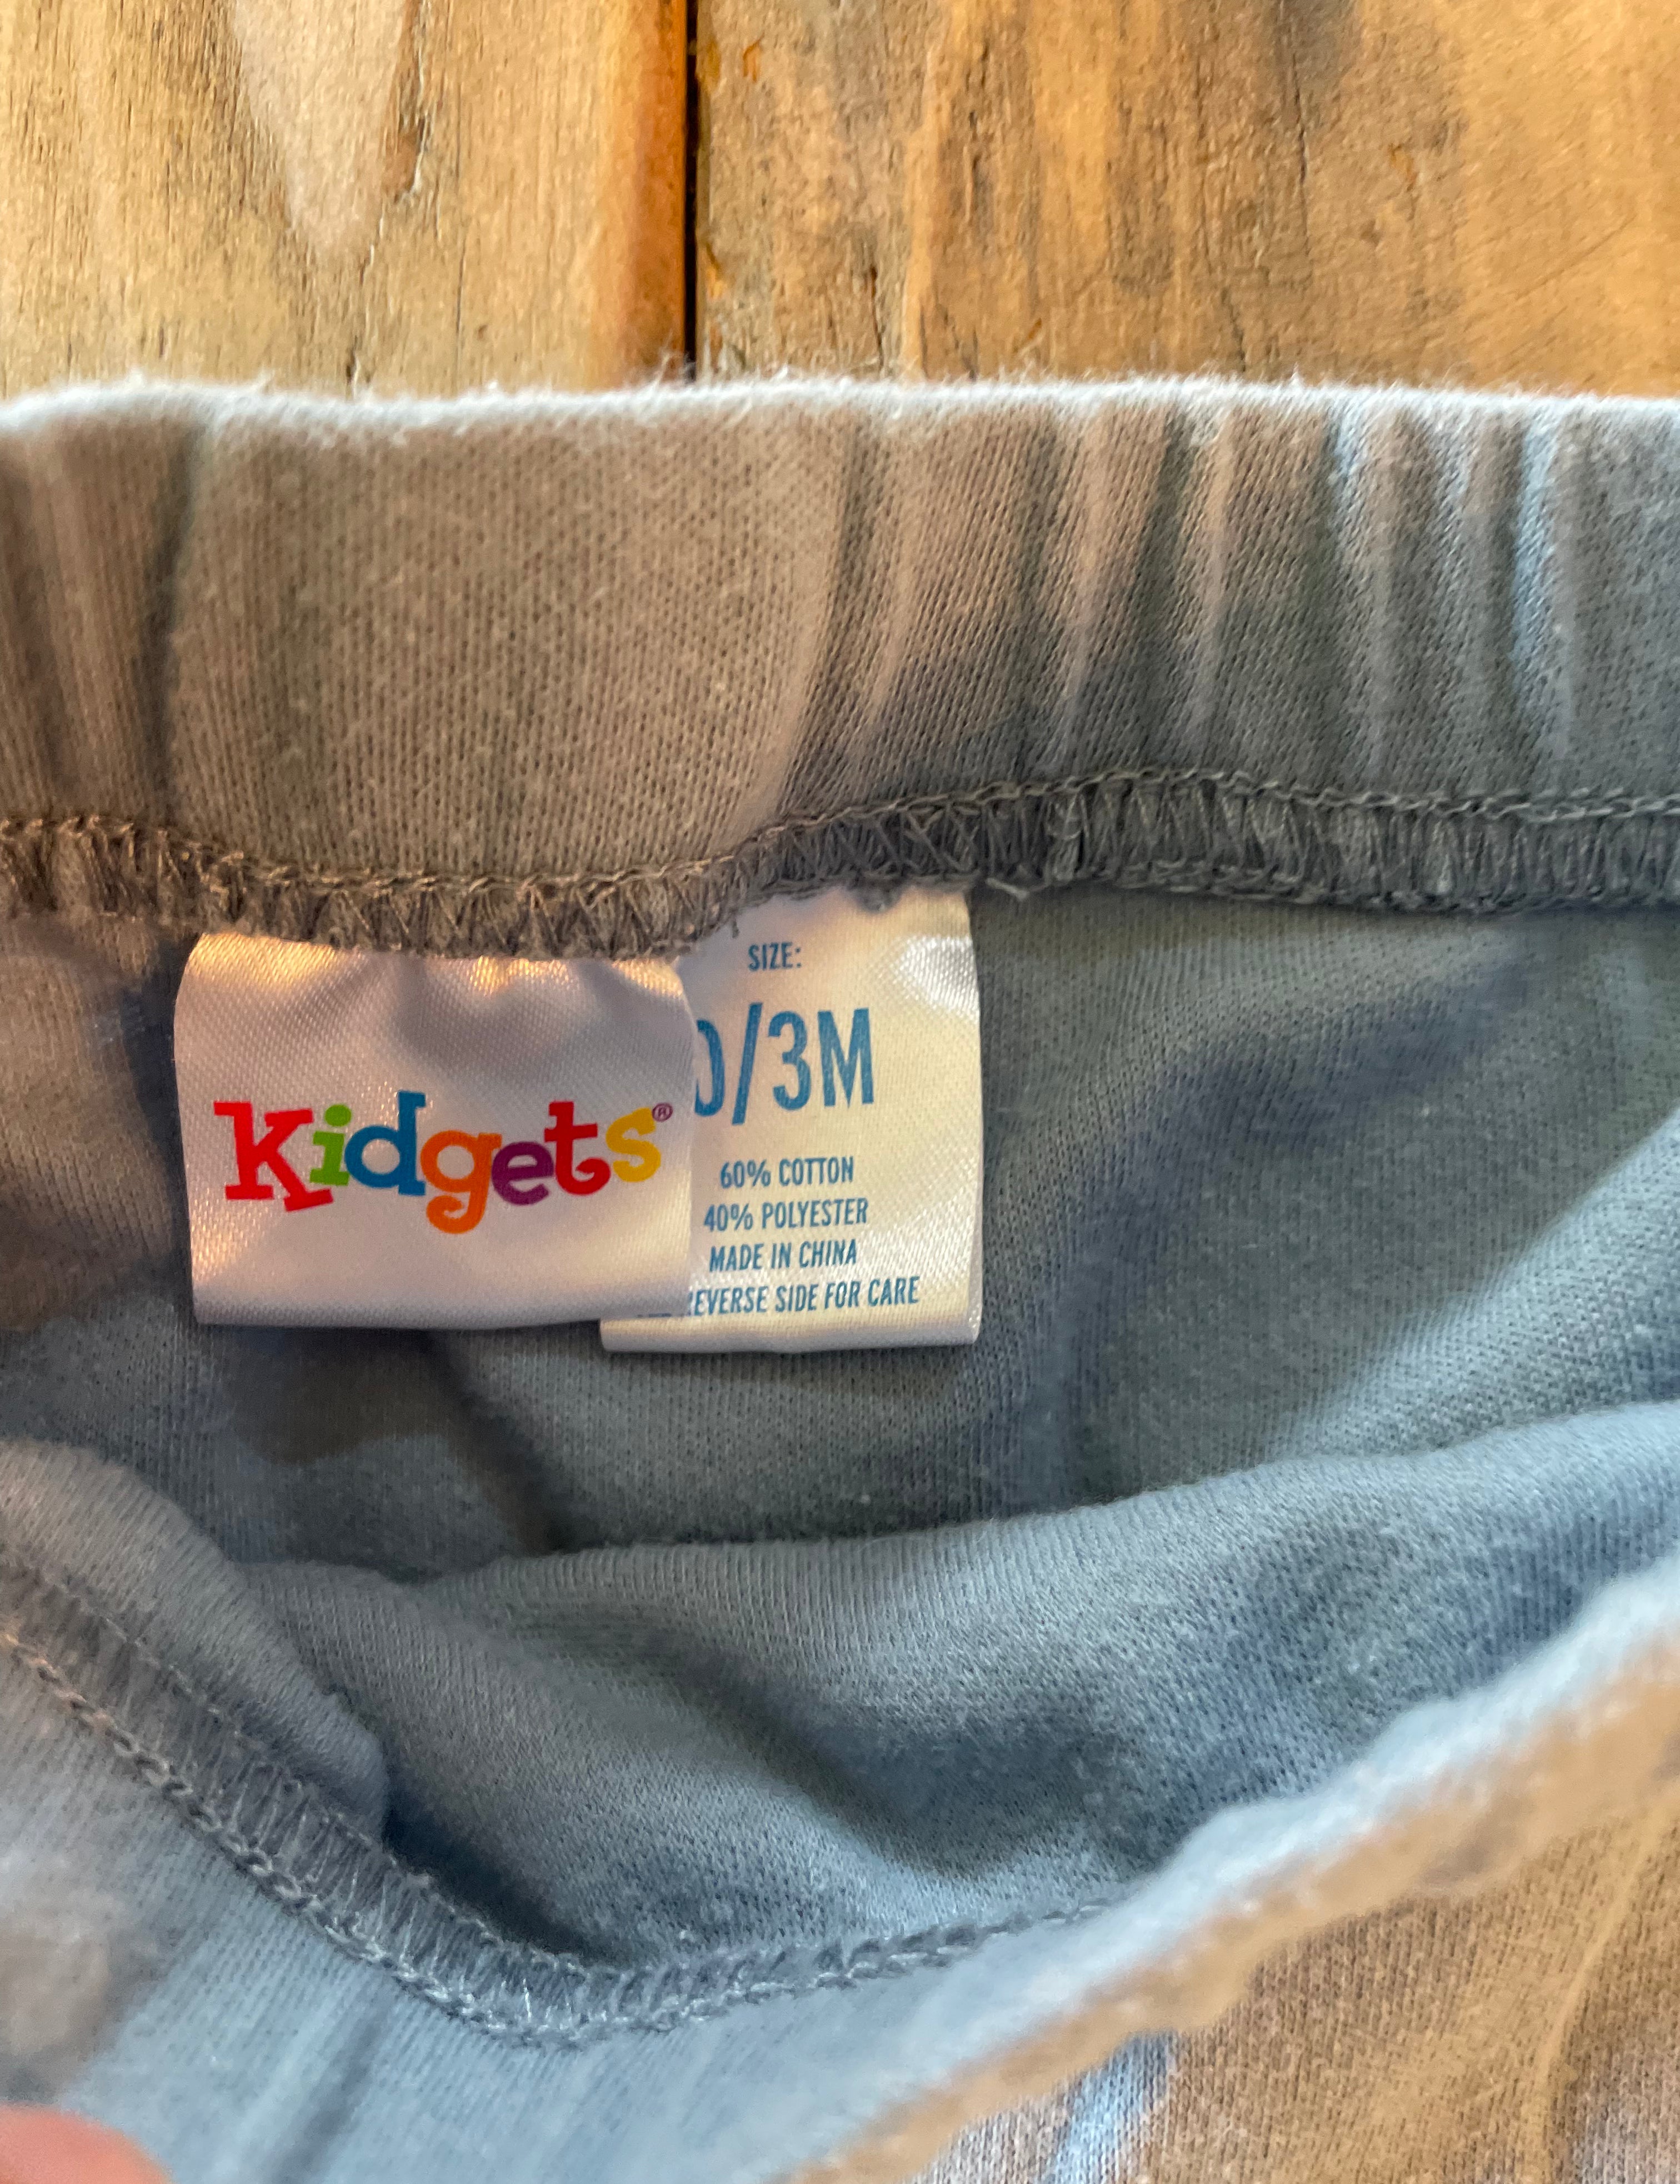 Kidgets®
SIZE:
0/3M
60% COTTON
40% POLYESTER
MADE IN CHINA
REVERSE SIDE FOR CARE